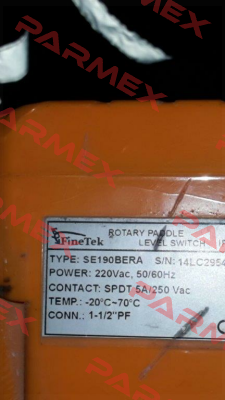 PARMEX
PARMEX
PARMEX
PARMEX
FineTek
ROTARY PADDLE
LEVEL SWITCH
TYPE: SE190BERA S/N: 14LC2954
POWER: 220Vac, 50/60Hz
CONTACT: SPDT 5A/250 Vac
TEMP.: -20°C~70°C
CONN.: 1-1/2"PF